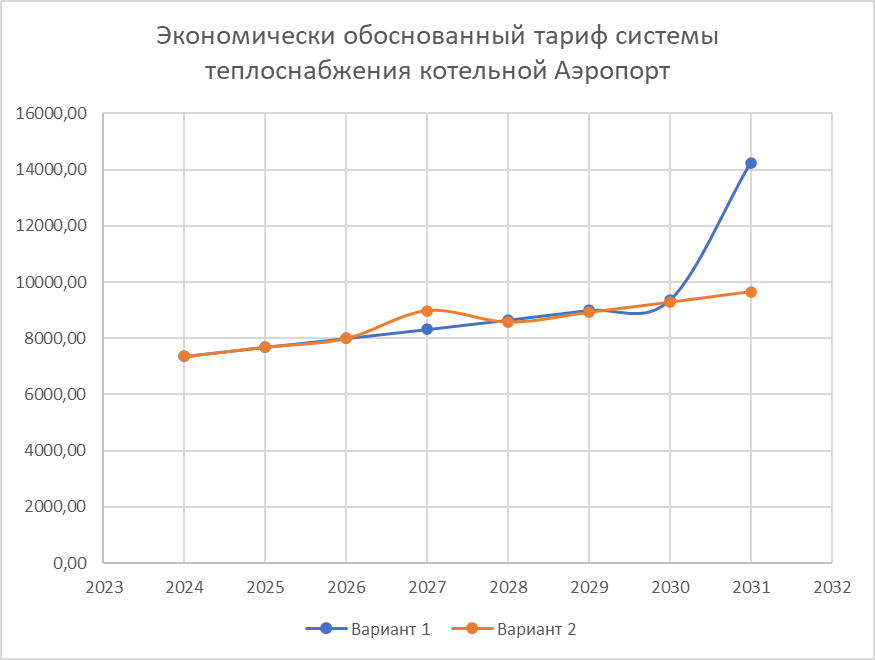 Экономически обоснованный тариф системы
теплоснабжения котельной Аэропорт
16000,00
14000,00
12000,00
10000,00
8000,00
6000,00
4000,00
2000,00
0,00
2023 2024 2025 2026 2027 2028 2029 2030 2031 2032
Вариант 1 Вариант 2